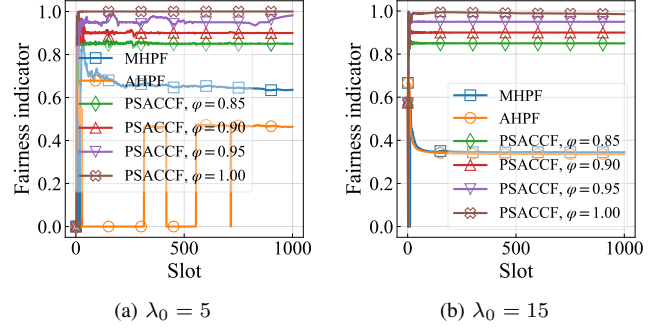 Fairness indicator
1.0
0.8
0.6
0.4
0.2
0.0
MHPF
AHPF
PSACCF, φ = 0.85
PSACCF, φ = 0.90
PSACCF, φ = 0.95
PSACCF, φ = 1.00
0
500
1000
Slot
(a) λ₀ = 5
Fairness indicator
1.0
0.8
0.6
0.4
0.2
0.0
MHPF
AHPF
PSACCF, φ = 0.85
PSACCF, φ = 0.90
PSACCF, φ = 0.95
PSACCF, φ = 1.00
0
500
1000
Slot
(b) λ₀ = 15